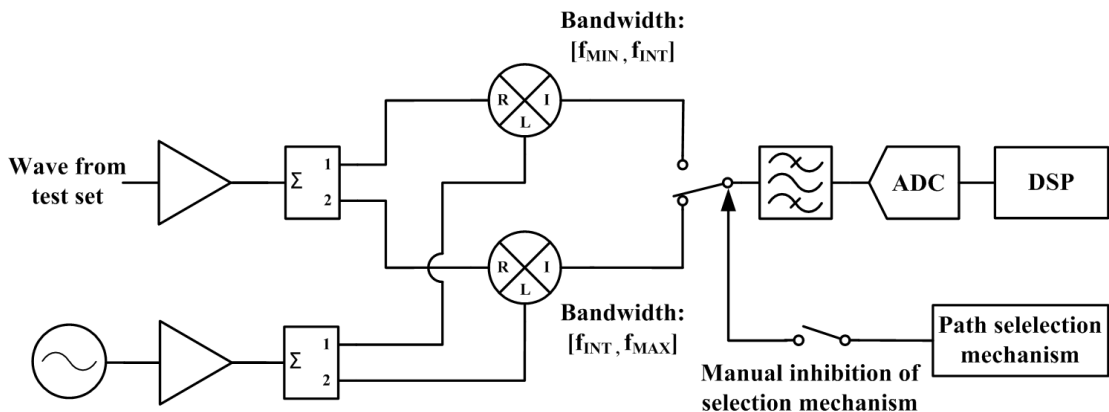 Bandwidth:
[fMIN , fINT]
R I
L
Wave from
test set
Σ
1
2
ADC
DSP
R I
L
Bandwidth:
[fINT , fMAX]
Σ
1
2
Path selelection
mechanism
Manual inhibition of
selection mechanism